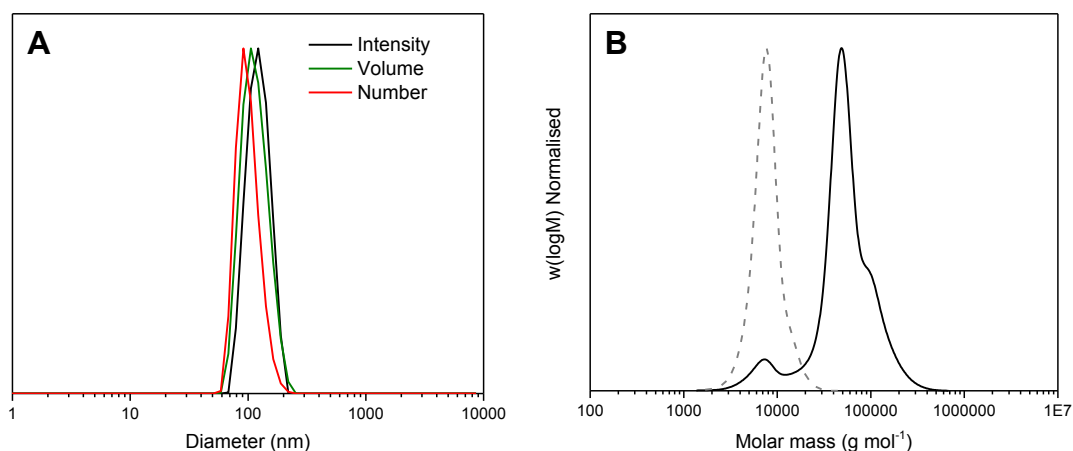 A
Intensity
Volume
Number
1
10
100
1000
10000
Diameter (nm)
B
w(logM) Normalised
100
1000
10000
100000
1000000
1E7
Molar mass (g mol⁻¹)